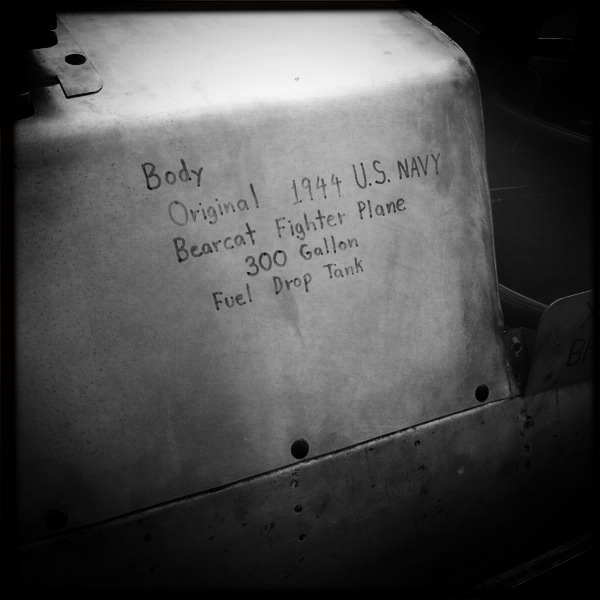 Body
Original 1944 U.S. NAVY
Bearcat Fighter Plane
300 Gallon
Fuel Drop Tank